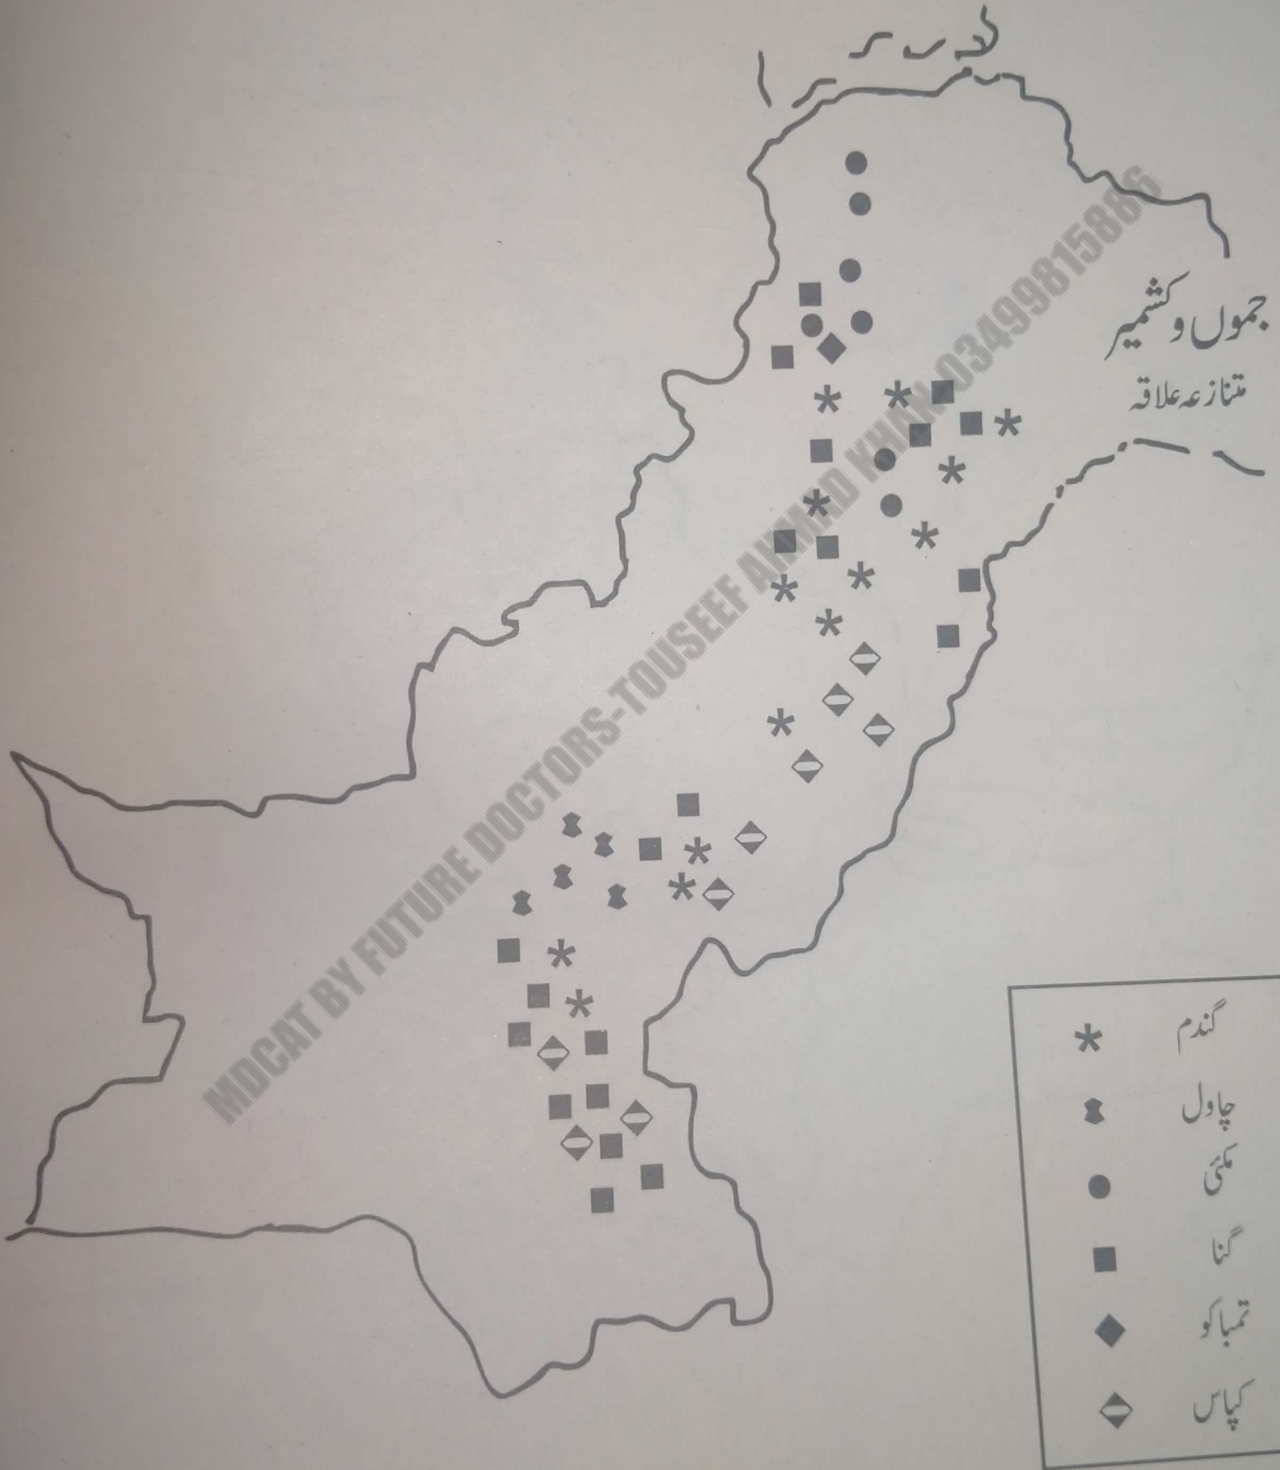 جموں و کشمیر
متنازعہ علاقہ
MDCAT BY FUTURE DOCTORS-TOUSEEF AHMAD KHAN-03499815886
گندم
چاول
مکئی
گنا
تمباکو
کپاس